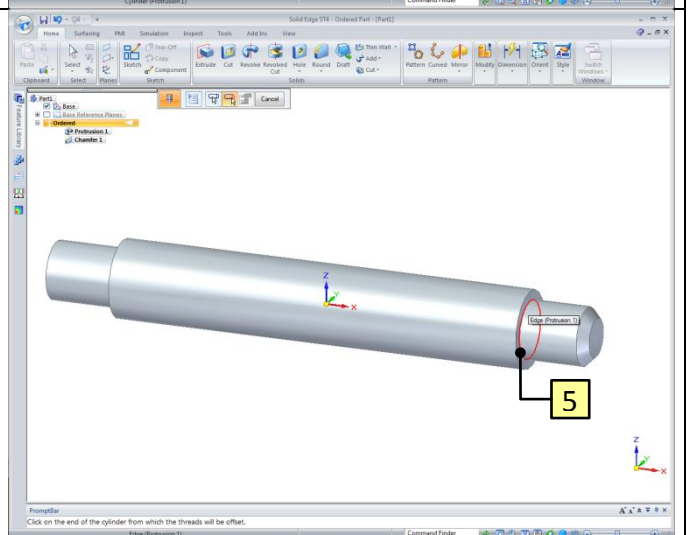 Cylinder (Protrusion 1)
Command Finder
Solid Edge ST4 - Ordered Part - [Part1]
Home Surfacing PMI Simulation Inspect Tools Add Ins View
Paste Select Sketch Tear-Off Copy Component Extrude Cut Revolve Revolved Cut Hole Round Draft Thin Wall Add Cut Pattern Curved Mirror Modify Dimension Orient Style Switch Windows
Clipboard Select Planes Sketch Solids Pattern Window
Cancel
Feature Library
Part1
Base
Base Reference Planes
Ordered
Protrusion 1
Chamfer 1
Z
Y
X
Edge (Protrusion 1)
5
Z
Y
X
PromptBar
Click on the end of the cylinder from which the threads will be offset.
Edge (Protrusion 1)
Command Finder